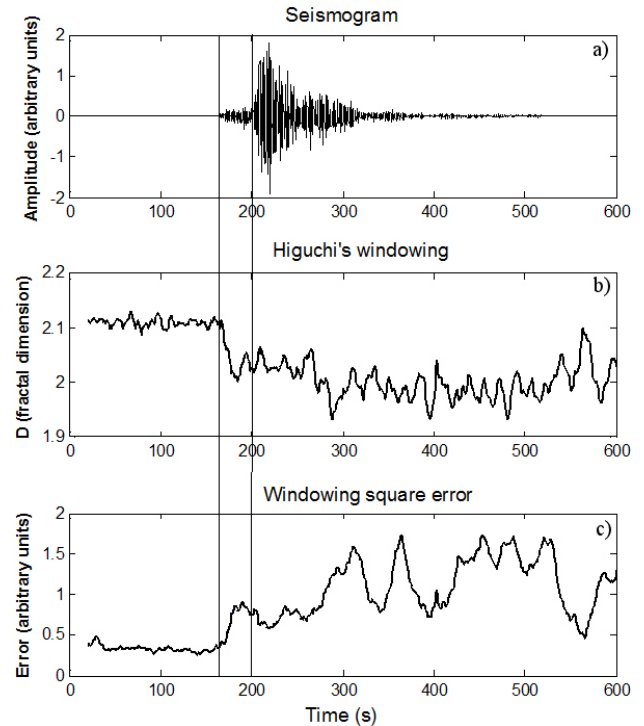 Seismogram
a)
Amplitude (arbitrary units)
2
1
0
-1
-2
0 100 200 300 400 500 600
Higuchi's windowing
b)
D (fractal dimension)
2.2
2.1
2
1.9
0 100 200 300 400 500 600
Windowing square error
c)
Error (arbitrary units)
2
1.5
1
0.5
0
0 100 200 300 400 500 600
Time (s)